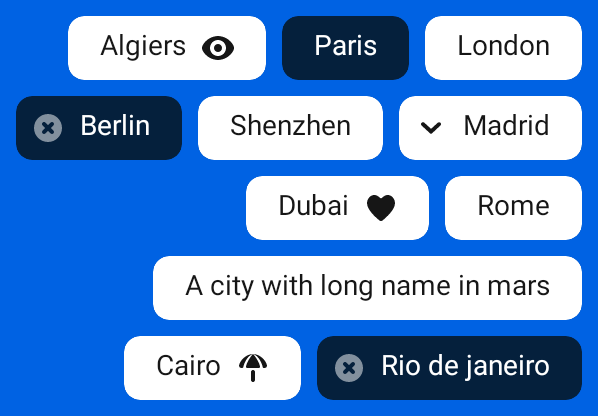 Algiers Paris London
Berlin Shenzhen Madrid
Dubai Rome
A city with long name in mars
Cairo Rio de janeiro